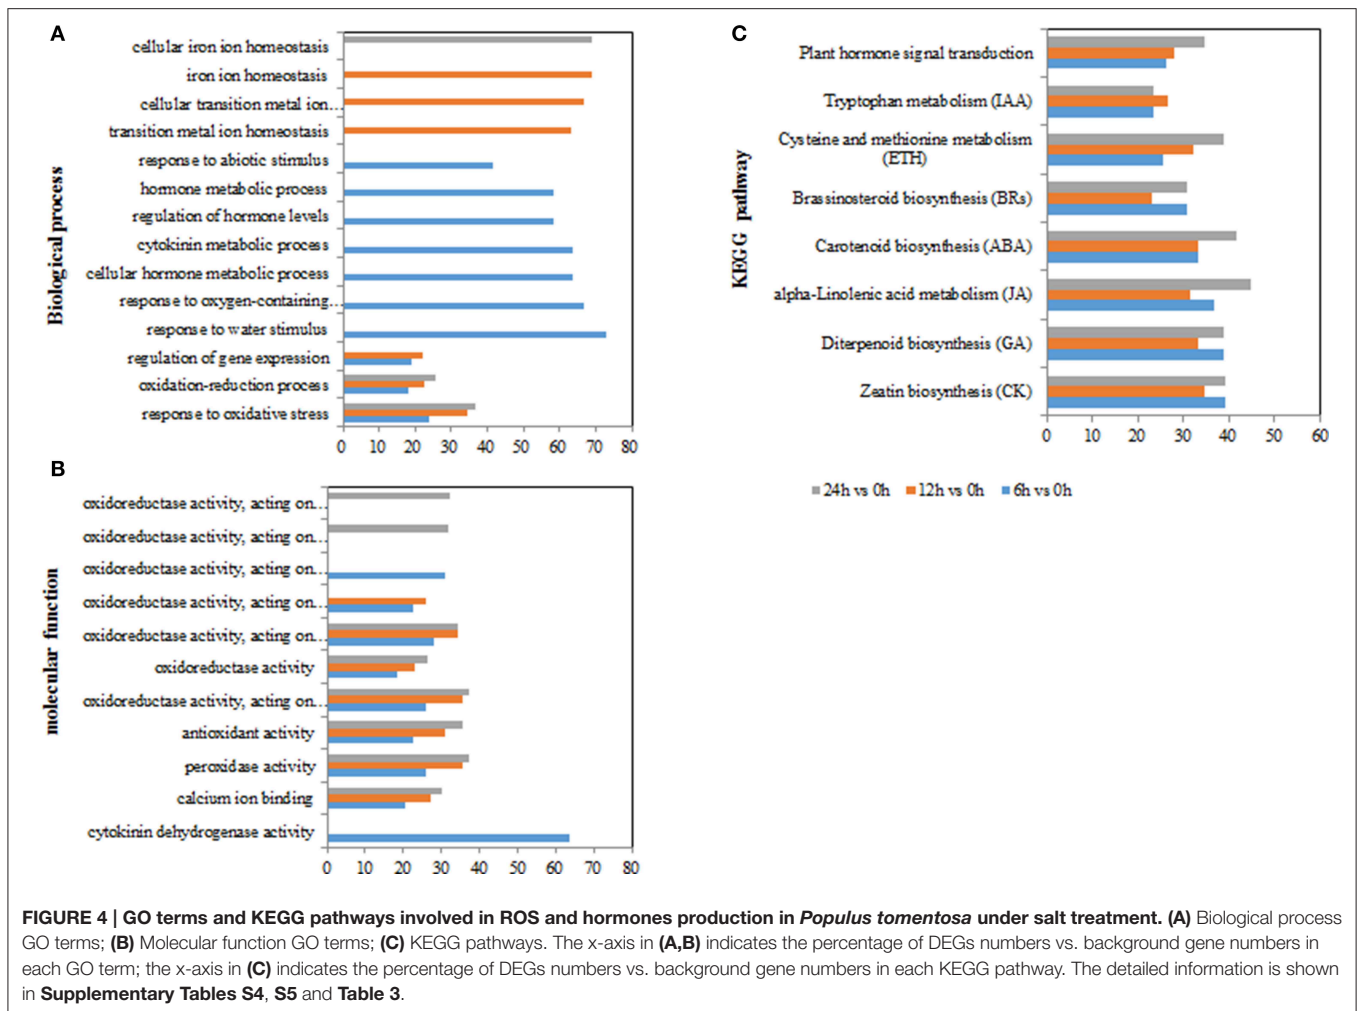 A
cellular iron ion homeostasis
iron ion homeostasis
cellular transition metal ion...
transition metal ion homeostasis
response to abiotic stimulus
hormone metabolic process
regulation of hormone levels
cytokinin metabolic process
cellular hormone metabolic process
response to oxygen-containing...
response to water stimulus
regulation of gene expression
oxidation-reduction process
response to oxidative stress
Biological process
0 10 20 30 40 50 60 70 80
B
oxidoreductase activity, acting on...
oxidoreductase activity, acting on...
oxidoreductase activity, acting on...
oxidoreductase activity, acting on...
oxidoreductase activity, acting on...
oxidoreductase activity
oxidoreductase activity, acting on...
antioxidant activity
peroxidase activity
calcium ion binding
cytokinin dehydrogenase activity
molecular function
0 10 20 30 40 50 60 70 80
C
Plant hormone signal transduction
Tryptophan metabolism (IAA)
Cysteine and methionine metabolism
(ETH)
Brassinosteroid biosynthesis (BRs)
Carotenoid biosynthesis (ABA)
alpha-Linolenic acid metabolism (JA)
Diterpenoid biosynthesis (GA)
Zeatin biosynthesis (CK)
KEGG pathway
0 10 20 30 40 50 60
24h vs 0h 12h vs 0h 6h vs 0h
FIGURE 4 | GO terms and KEGG pathways involved in ROS and hormones production in Populus tomentosa under salt treatment. (A) Biological process
GO terms; (B) Molecular function GO terms; (C) KEGG pathways. The x-axis in (A,B) indicates the percentage of DEGs numbers vs. background gene numbers in
each GO term; the x-axis in (C) indicates the percentage of DEGs numbers vs. background gene numbers in each KEGG pathway. The detailed information is shown
in Supplementary Tables S4, S5 and Table 3.